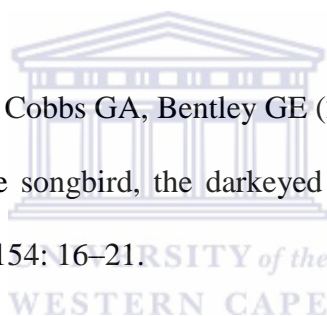 Cobbs GA, Bentley GE (
e songbird, the darkeyed
154: 16–21.
UNIVERSITY of the
WESTERN CAPE